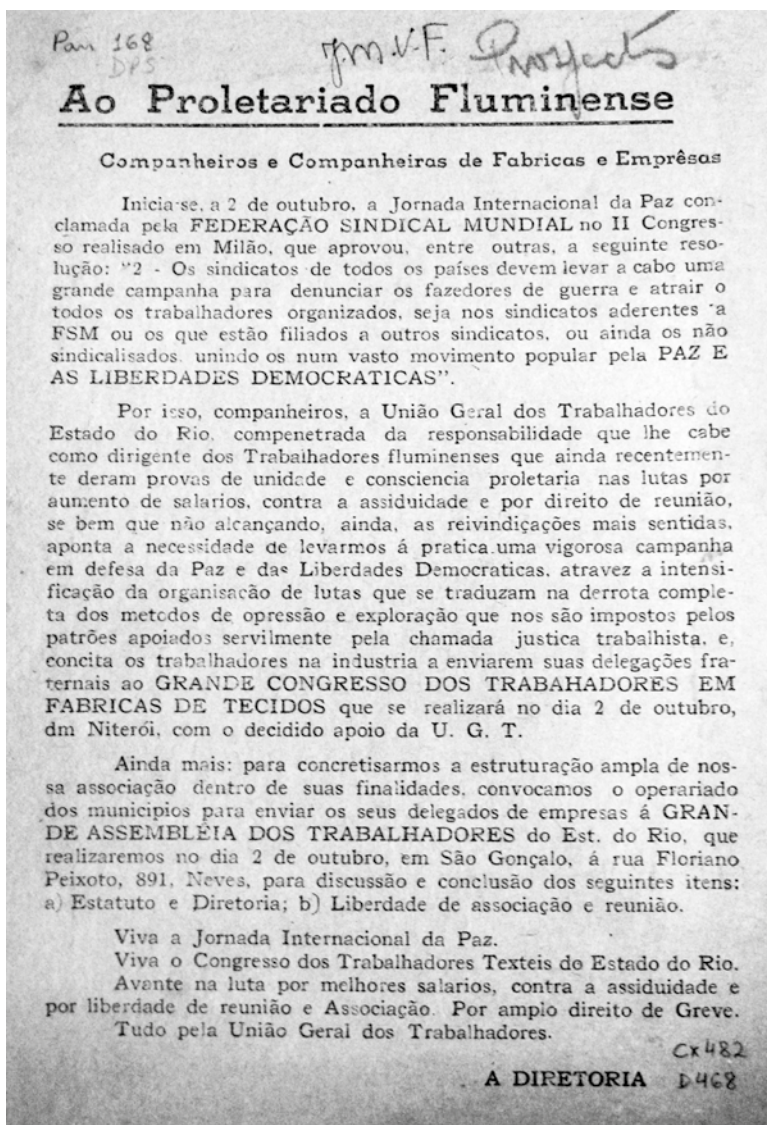 Pan 168
DPS
J.M.V.F.
Ao Proletariado Fluminense
Companheiros e Companheiras de Fabricas e Emprêsas
Inicia-se, a 2 de outubro, a Jornada Internacional da Paz con-
clamada pela FEDERAÇÃO SINDICAL MUNDIAL no II Congres-
so realisado em Milão, que aprovou, entre outras, a seguinte reso-
lução: "2 - Os sindicatos de todos os países devem levar a cabo uma
grande campanha para denunciar os fazedores de guerra e atrair o
todos os trabalhadores organizados, seja nos sindicatos aderentes ´a
FSM ou os que estão filiados a outros sindicatos, ou ainda os não
sindicalisados, unindo os num vasto movimento popular pela PAZ E
AS LIBERDADES DEMOCRATICAS".
Por isso, companheiros, a União Geral dos Trabalhadores do
Estado do Rio, compenetrada da responsabilidade que lhe cabe
como dirigente dos Trabalhadores fluminenses que ainda recentemen-
te deram provas de unidade e consciencia proletaria nas lutas por
aumento de salarios, contra a assiduidade e por direito de reunião,
se bem que não alcançando, ainda, as reivindicações mais sentidas,
aponta a necessidade de levarmos á pratica uma vigorosa campanha
em defesa da Paz e das Liberdades Democraticas, atravez a intensi-
ficação da organisação de lutas que se traduzam na derrota comple-
ta dos metodos de opressão e exploração que nos são impostos pelos
patrões apoiados servilmente pela chamada justica trabalhista, e,
concita os trabalhadores na industria a enviarem suas delegações fra-
ternais ao GRANDE CONGRESSO DOS TRABAHADORES EM
FABRICAS DE TECIDOS que se realizará no dia 2 de outubro,
dm Niterói, com o decidido apoio da U. G. T.
Ainda mais: para concretisarmos a estruturação ampla de nos-
sa associação dentro de suas finalidades, convocamos o operariado
dos municipios para enviar os seus delegados de empresas á GRAN-
DE ASSEMBLÉIA DOS TRABALHADORES do Est. do Rio, que
realizaremos no dia 2 de outubro, em São Gonçalo, á rua Floriano
Peixoto, 891, Neves, para discussão e conclusão dos seguintes itens:
a) Estatuto e Diretoria; b) Liberdade de associação e reunião.
Viva a Jornada Internacional da Paz.
Viva o Congresso dos Trabalhadores Texteis do Estado do Rio.
Avante na luta por melhores salarios, contra a assiduidade e
por liberdade de reunião e Associação. Por amplo direito de Greve.
Tudo pela União Geral dos Trabalhadores.
Cx 482
A DIRETORIA D468